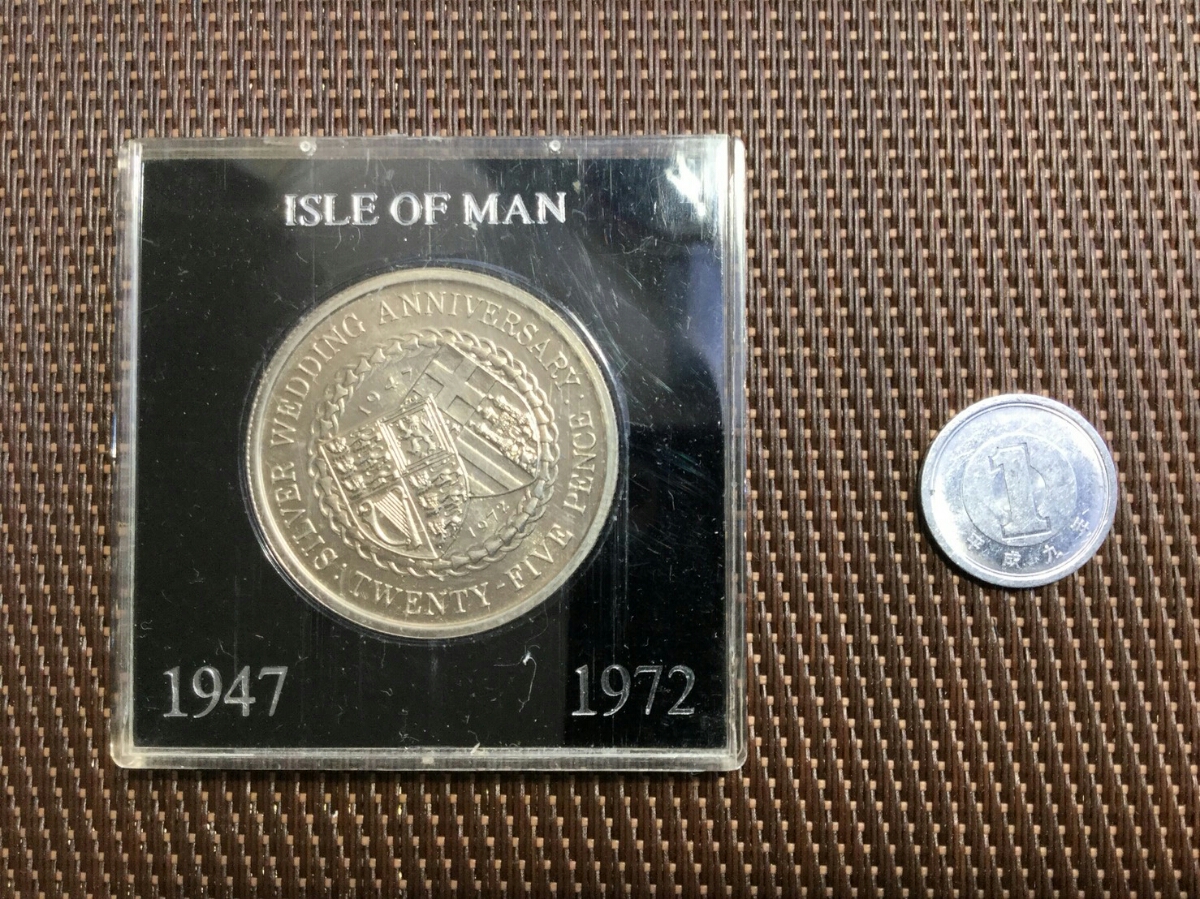 ISLE OF MAN
SILVER WEDDING ANNIVERSARY · TWENTY-FIVE PENCE ·
1947
1972
1947
1972
1
平成九年